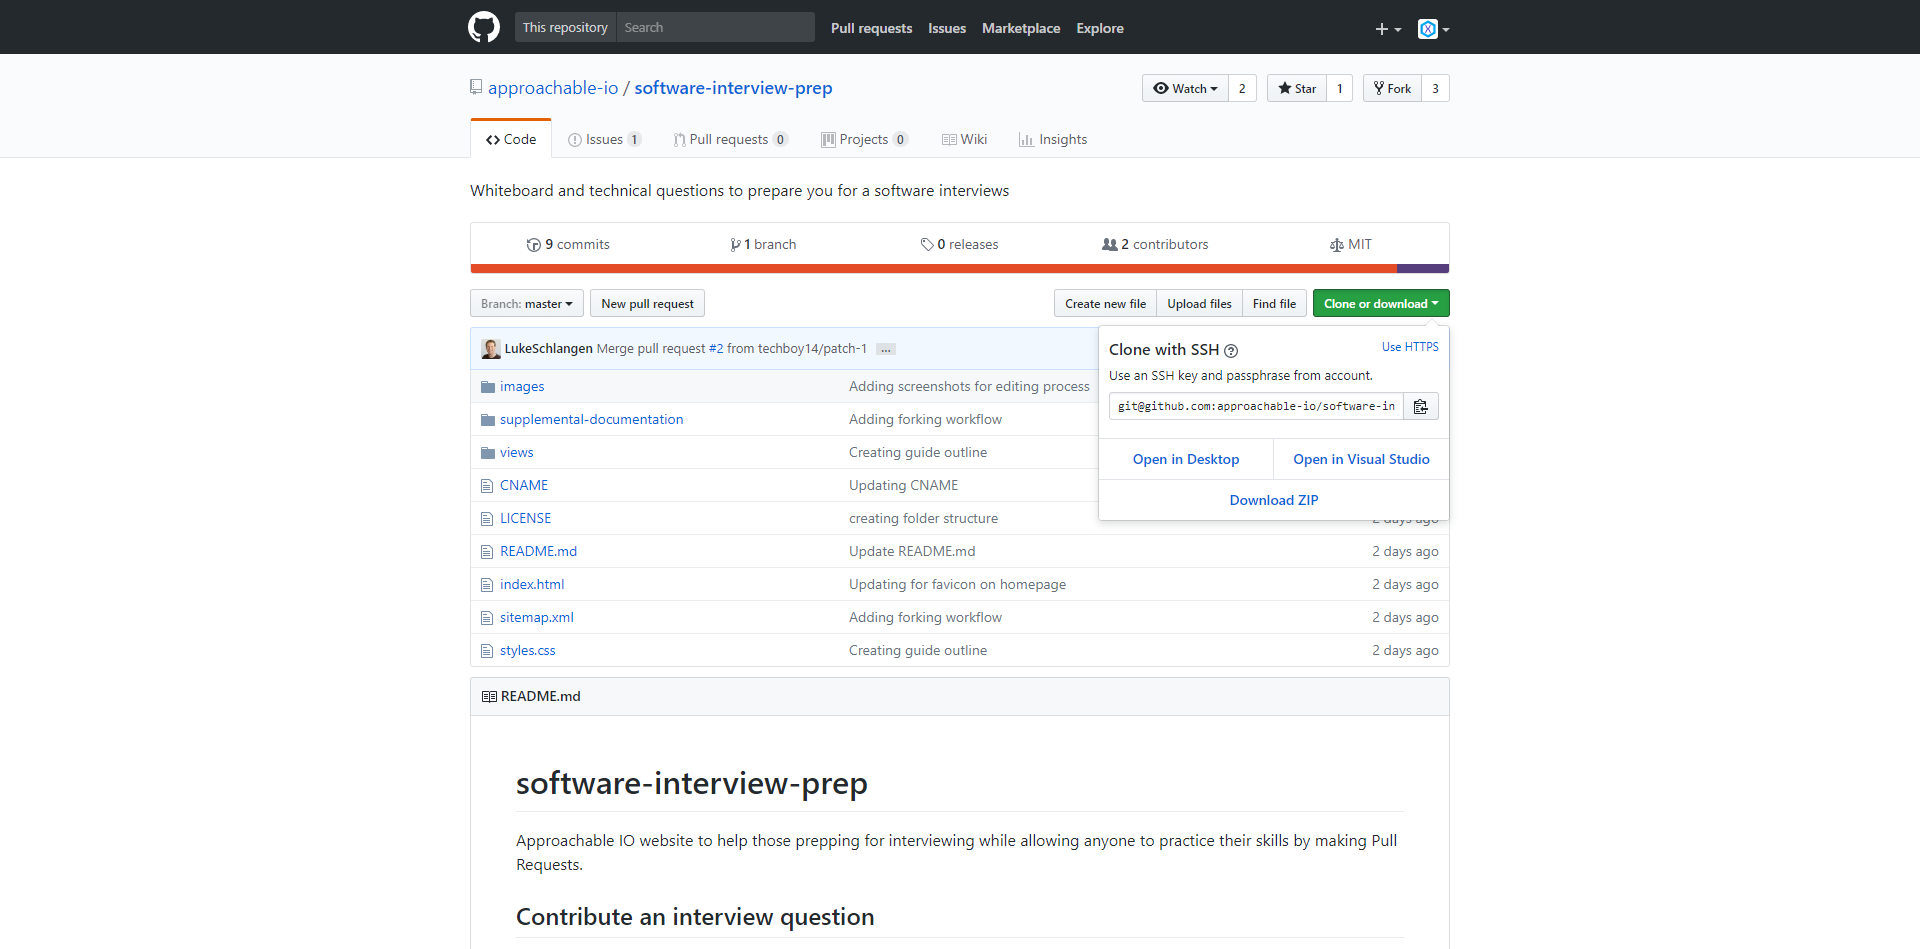 This repository Search Pull requests Issues Marketplace Explore
approachable-io / software-interview-prep Watch 2 Star 1 Fork 3
Code Issues 1 Pull requests 0 Projects 0 Wiki Insights
Whiteboard and technical questions to prepare you for a software interviews
9 commits 1 branch 0 releases 2 contributors MIT
Branch: master New pull request Create new file Upload files Find file Clone or download
LukeSchlangen Merge pull request #2 from techboy14/patch-1 ...
Clone with SSH Use HTTPS
Use an SSH key and passphrase from account.
git@github.com:approachable-io/software-in
Open in Desktop Open in Visual Studio
Download ZIP
images Adding screenshots for editing process
supplemental-documentation Adding forking workflow
views Creating guide outline
CNAME Updating CNAME
LICENSE creating folder structure 2 days ago
README.md Update README.md 2 days ago
index.html Updating for favicon on homepage 2 days ago
sitemap.xml Adding forking workflow 2 days ago
styles.css Creating guide outline 2 days ago
README.md
software-interview-prep
Approachable IO website to help those prepping for interviewing while allowing anyone to practice their skills by making Pull
Requests.
Contribute an interview question